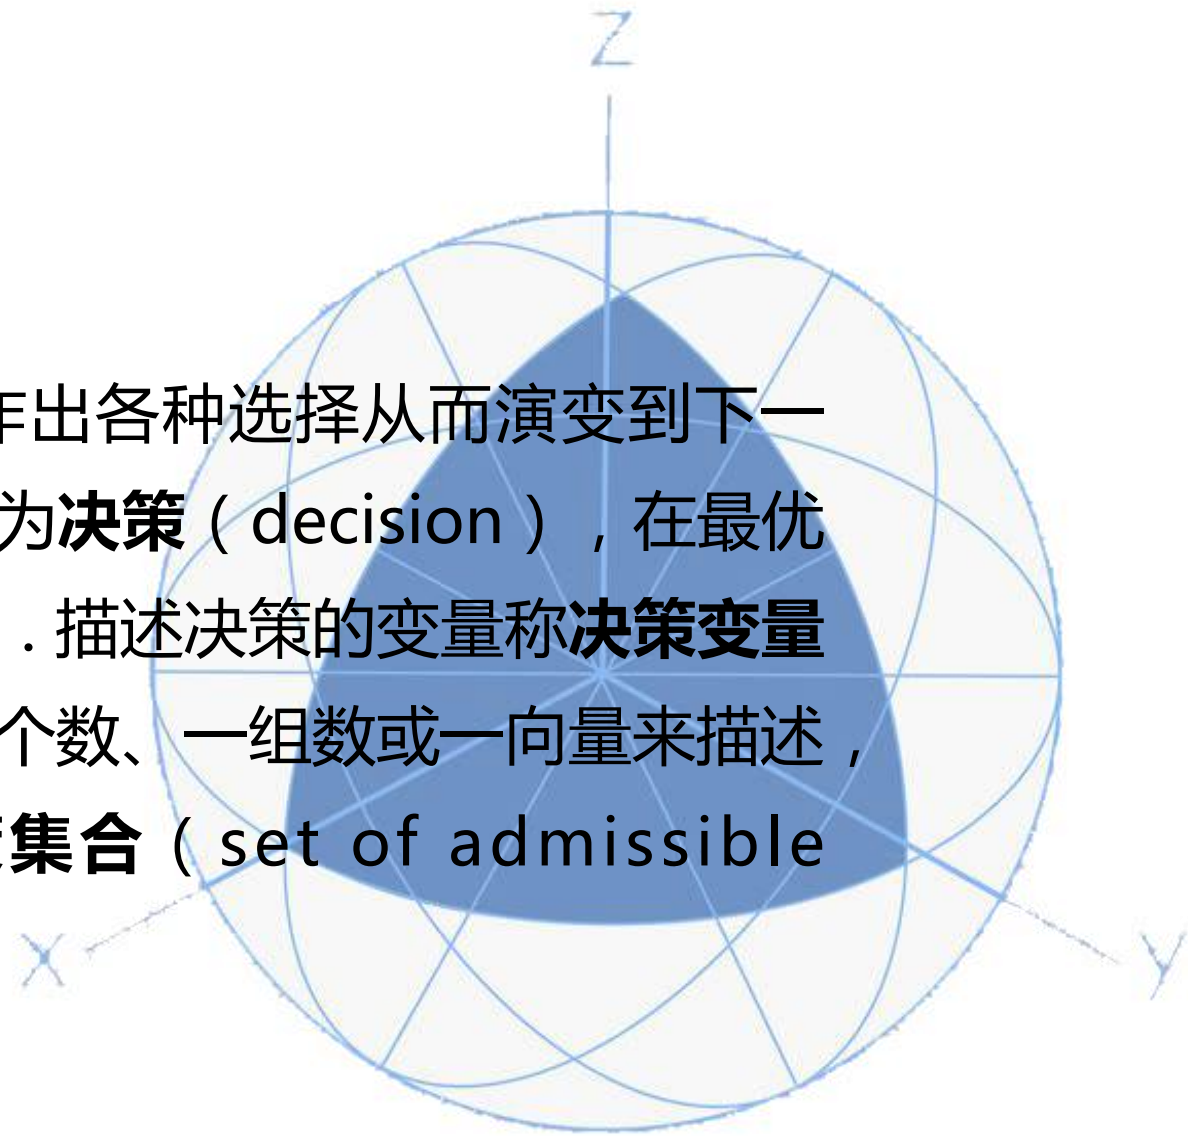 Z
作出各种选择从而演变到下一
为决策（decision），在最优
. 描述决策的变量称决策变量
个数、一组数或一向量来描述，
集合（set of admissible
X
Y